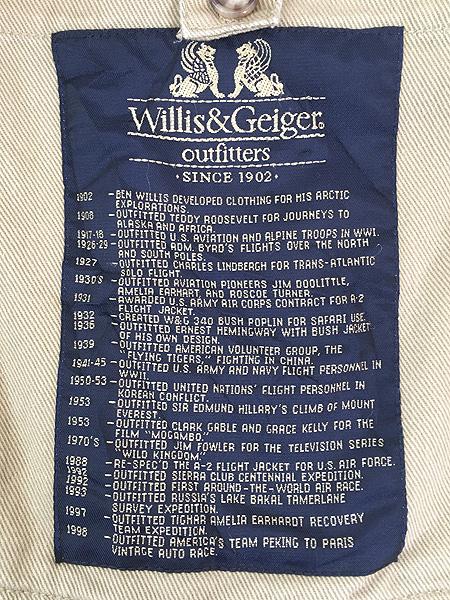 Willis&Geiger®
outfitters
· SINCE 1902 ·
1902 – BEN WILLIS DEVELOPED CLOTHING FOR HIS ARCTIC
EXPLORATIONS.
1908 – OUTFITTED TEDDY ROOSEVELT FOR JOURNEYS TO
ALASKA AND AFRICA.
1917-18 – OUTFITTED U.S. AVIATION AND ALPINE TROOPS IN WWI.
1926-29 – OUTFITTED ADM. BYRD'S FLIGHTS OVER THE NORTH
AND SOUTH POLES.
1927 – OUTFITTED CHARLES LINDBERGH FOR TRANS-ATLANTIC
SOLO FLIGHT.
1930'S – OUTFITTED AVIATION PIONEERS JIM DOOLITTLE,
AMELIA EARHART, AND ROSCOE TURNER.
1931 – AWARDED U.S. ARMY AIR CORPS CONTRACT FOR A-2
FLIGHT JACKET.
1932 – CREATED W&G 340 BUSH POPLIN FOR SAFARI USE.
1936 – OUTFITTED ERNEST HEMINGWAY WITH BUSH JACKET
OF HIS OWN DESIGN.
1939 – OUTFITTED AMERICAN VOLUNTEER GROUP, THE
"FLYING TIGERS" FIGHTING IN CHINA.
1941-45 – OUTFITTED U.S. ARMY AND NAVY FLIGHT PERSONNEL IN
WWII.
1950-53 – OUTFITTED UNITED NATIONS' FLIGHT PERSONNEL IN
KOREAN CONFLICT.
1953 – OUTFITTED SIR EDMUND HILLARY'S CLIMB OF MOUNT
EVEREST.
1953 – OUTFITTED CLARK GABLE AND GRACE KELLY FOR THE
FILM "MOGAMBO."
1970'S – OUTFITTED JIM FOWLER FOR THE TELEVISION SERIES
"WILD KINGDOM."
1988 – RE-SPEC'D THE A-2 FLIGHT JACKET FOR U.S. AIR FORCE.
1992 – OUTFITTED SIERRA CLUB CENTENNIAL EXPEDITION.
1992 – OUTFITTED FIRST AROUND-THE-WORLD AIR RACE.
1993 – OUTFITTED RUSSIA'S LAKE BAKAL TAMERLANE
SURVEY EXPEDITION.
1997 – OUTFITTED TIGHAR AMELIA EARHARDT RECOVERY
TEAM EXPEDITION.
1998 – OUTFITTED AMERICA'S TEAM PEKING TO PARIS
VINTAGE AUTO RACE.